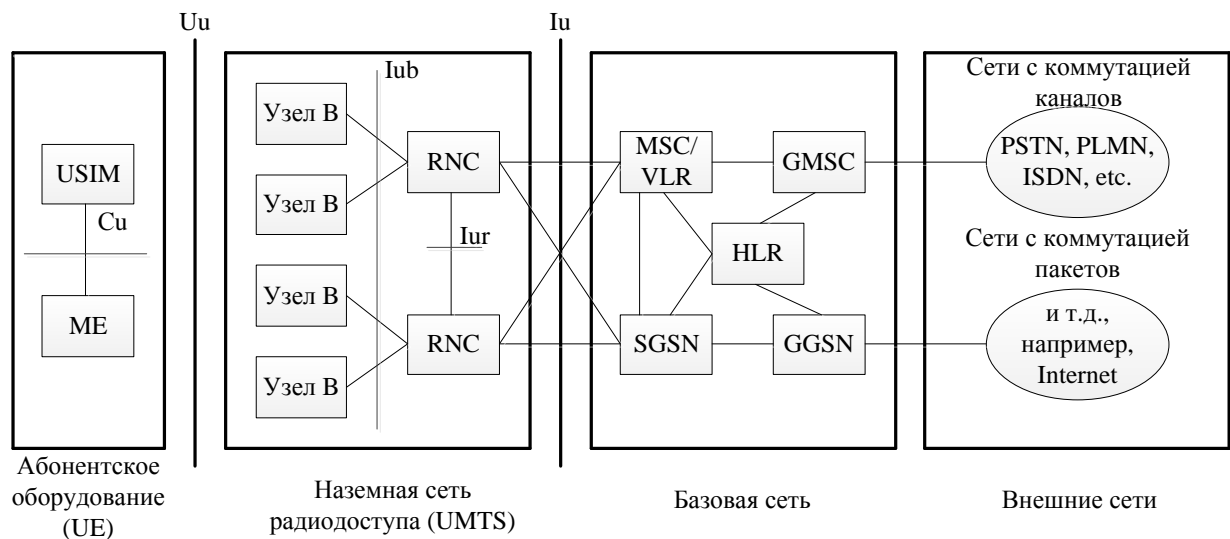 Uu
Iu
USIM
Cu
ME
Абонентское
оборудование
(UE)
Iub
Узел В
Узел В
Узел В
Узел В
RNC
Iur
RNC
Наземная сеть
радиодоступа (UMTS)
MSC/
VLR
GMSC
HLR
SGSN
GGSN
Базовая сеть
Сети с коммутацией
каналов
PSTN, PLMN,
ISDN, etc.
Сети с коммутацией
пакетов
и т.д.,
например,
Internet
Внешние сети